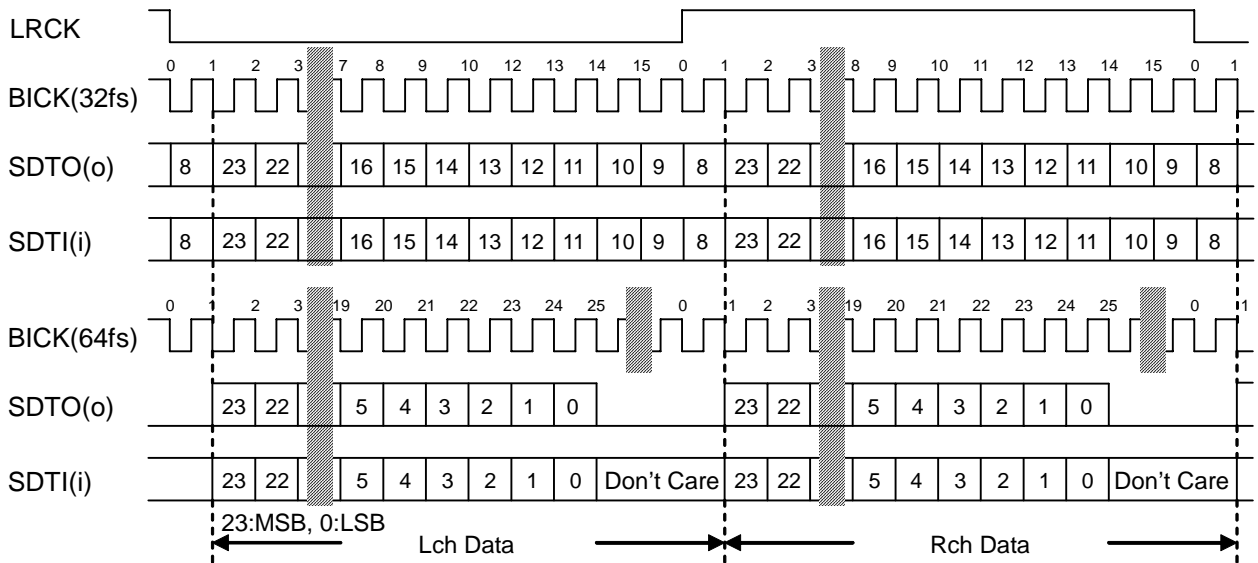 LRCK
0 1 2 3 7 8 9 10 11 12 13 14 15 0 1 2 3 8 9 10 11 12 13 14 15 0 1
BICK(32fs)
SDTO(o) 8 23 22 16 15 14 13 12 11 10 9 8 23 22 16 15 14 13 12 11 10 9 8
SDTI(i) 8 23 22 16 15 14 13 12 11 10 9 8 23 22 16 15 14 13 12 11 10 9 8
0 1 2 3 19 20 21 22 23 24 25 0 1 2 3 19 20 21 22 23 24 25 0 1
BICK(64fs)
SDTO(o) 23 22 5 4 3 2 1 0 23 22 5 4 3 2 1 0
SDTI(i) 23 22 5 4 3 2 1 0 Don't Care 23 22 5 4 3 2 1 0 Don't Care
23:MSB, 0:LSB
Lch Data Rch Data